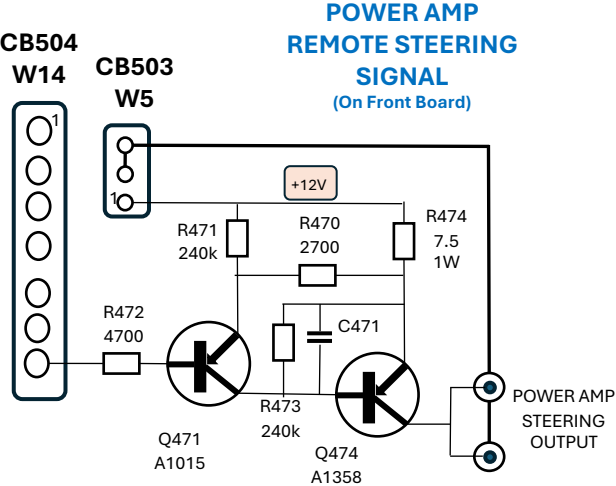 POWER AMP
REMOTE STEERING
SIGNAL
(On Front Board)
CB504
W14
CB503
W5
1
1
+12V
R471
240k
R470
2700
R474
7.5
1W
R472
4700
C471
R473
240k
Q471
A1015
Q474
A1358
POWER AMP
STEERING
OUTPUT